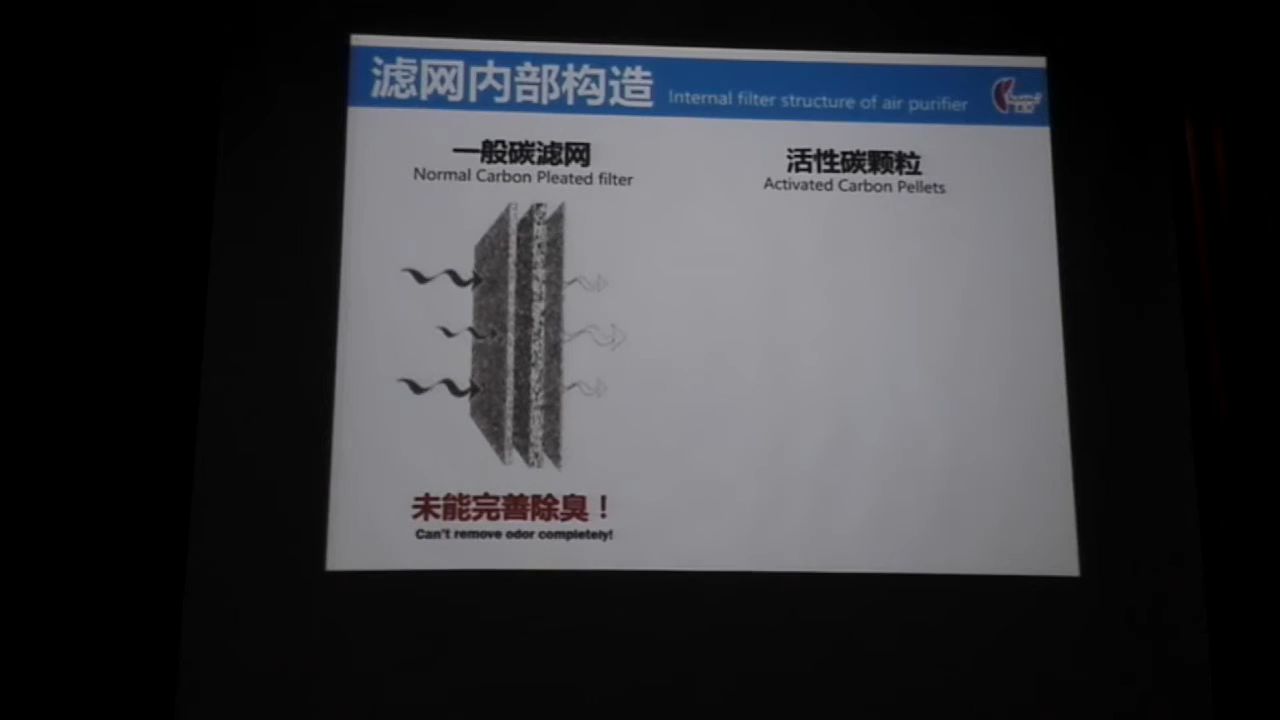 滤网内部构造 Internal filter structure of air purifier
一般碳滤网
Normal Carbon Pleated filter
活性碳颗粒
Activated Carbon Pellets
未能完善除臭！
Can't remove odor completely!